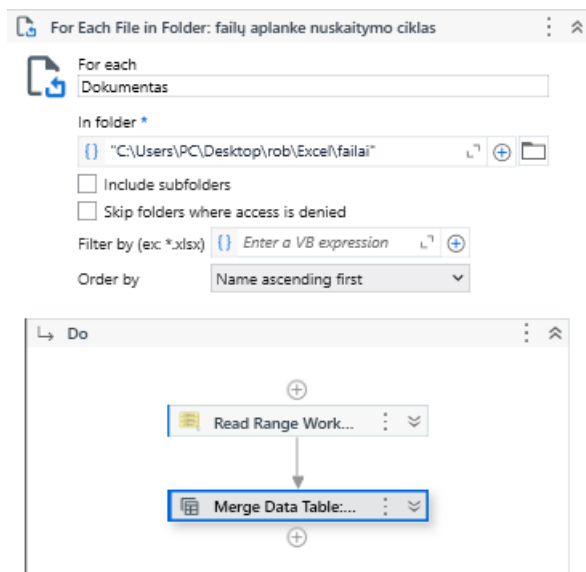 For Each File in Folder: failų aplanke nuskaitymo ciklas
For each
Dokumentas
In folder *
{} "C:\Users\PC\Desktop\rob\Excel\failai"
Include subfolders
Skip folders where access is denied
Filter by (ex: *.xlsx) {} Enter a VB expression
Order by Name ascending first
Do
Read Range Work...
Merge Data Table:...